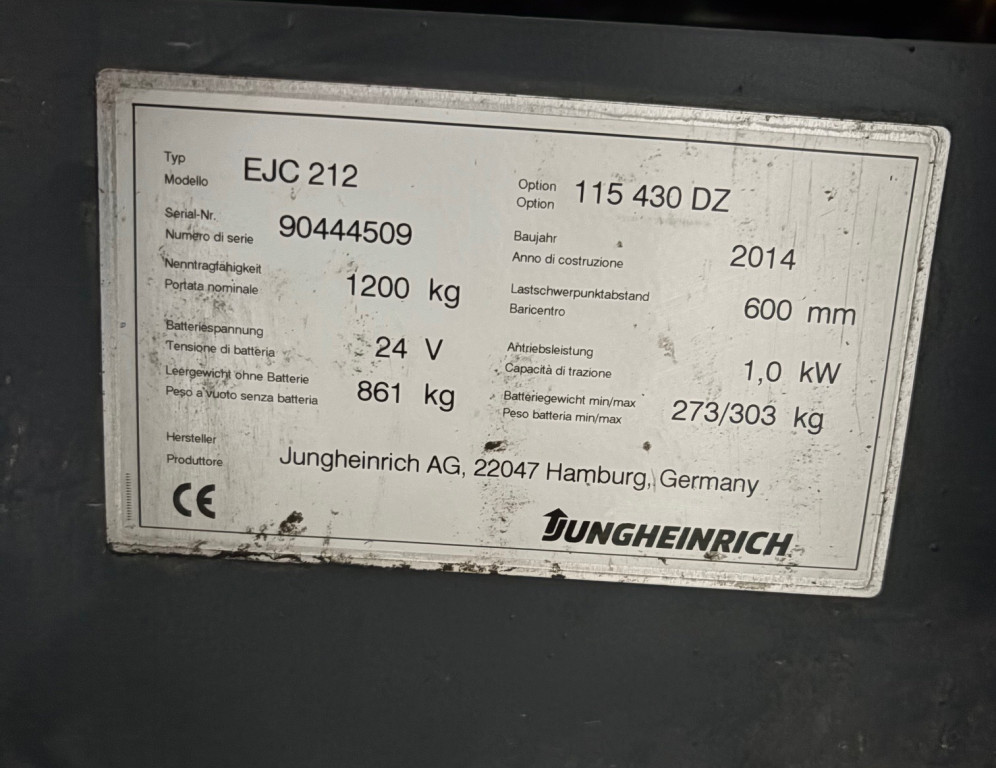 Typ
Modello
EJC 212
Option
Option
115 430 DZ
Serial-Nr.
Numero di serie
90444509
Baujahr
Anno di costruzione
2014
Nenntragfähigkeit
Portata nominale
1200 kg
Lastschwerpunktabstand
Baricentro
600 mm
Batteriespannung
Tensione di batteria
24 V
Antriebsleistung
Capacità di trazione
1,0 kW
Leergewicht ohne Batterie
Peso a vuoto senza batteria
861 kg
Batteriegewicht min/max
Peso batteria min/max
273/303 kg
Hersteller
Produttore
Jungheinrich AG, 22047 Hamburg, Germany
CE
JUNGHEINRICH